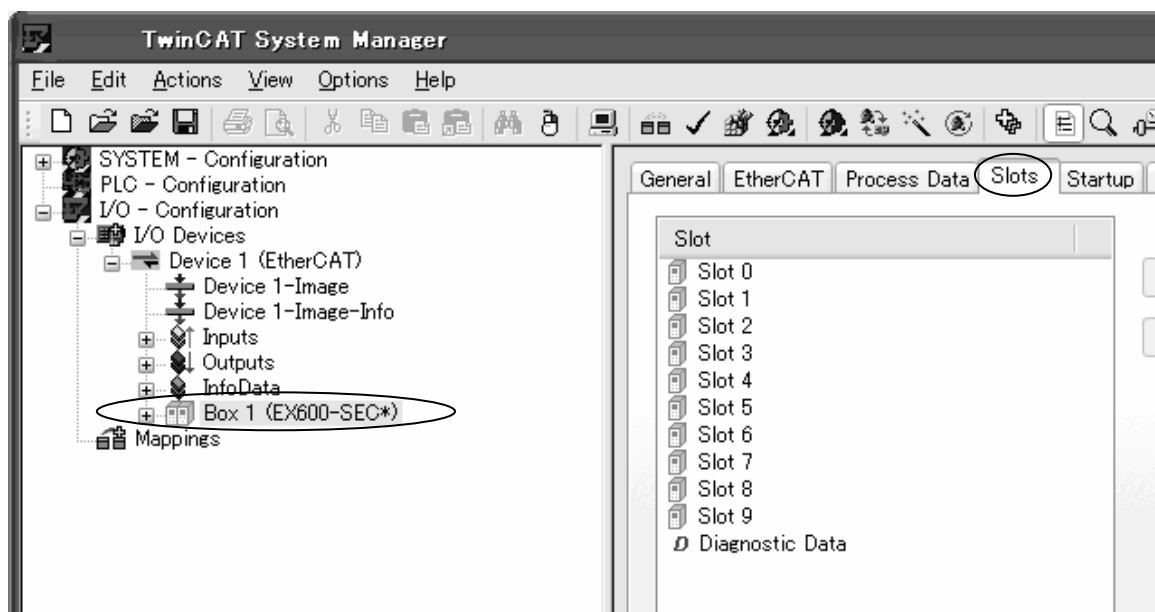 TwinCAT System Manager
File Edit Actions View Options Help
SYSTEM - Configuration
PLC - Configuration
I/O - Configuration
I/O Devices
Device 1 (EtherCAT)
Device 1-Image
Device 1-Image-Info
Inputs
Outputs
InfoData
Box 1 (EX600-SEC*)
Mappings
General EtherCAT Process Data Slots Startup
Slot
Slot 0
Slot 1
Slot 2
Slot 3
Slot 4
Slot 5
Slot 6
Slot 7
Slot 8
Slot 9
D Diagnostic Data